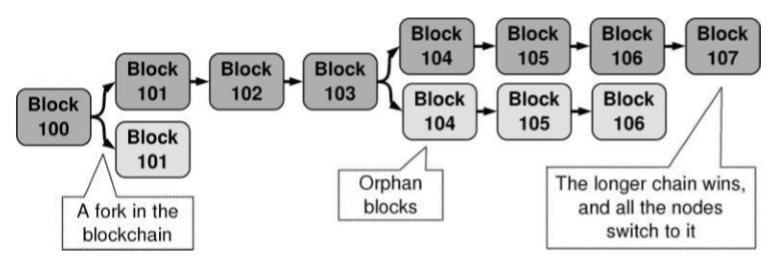 Block
104
Block
105
Block
106
Block
107
Block
101
Block
102
Block
103
Block
100
Block
104
Block
105
Block
106
Block
101
A fork in the
blockchain
Orphan
blocks
The longer chain wins,
and all the nodes
switch to it